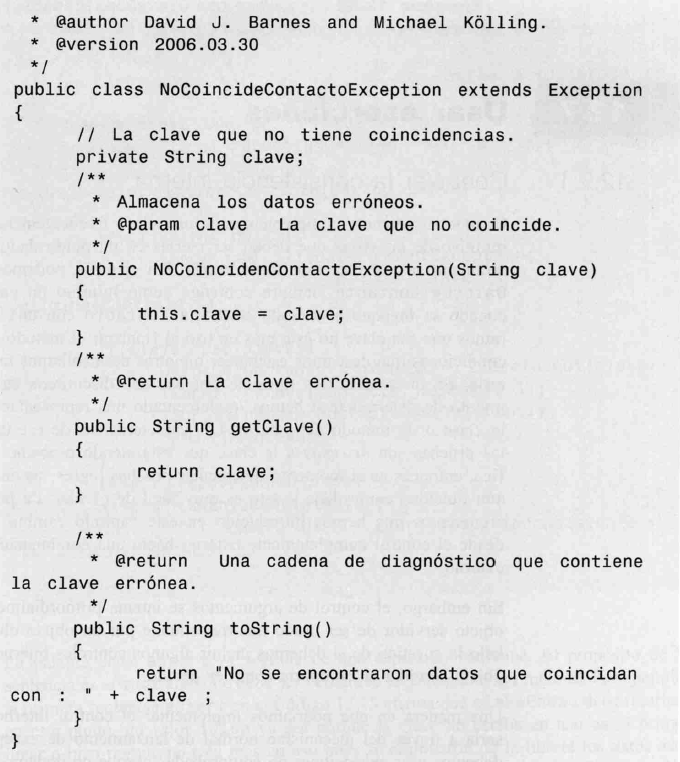 * @author David J. Barnes and Michael Kölling.
* @version 2006.03.30
*/
public class NoCoincideContactoException extends Exception
{
// La clave que no tiene coincidencias.
private String clave;
/**
* Almacena los datos erróneos.
* @param clave La clave que no coincide.
*/
public NoCoincidenContactoException(String clave)
{
this.clave = clave;
}
/**
* @return La clave errónea.
*/
public String getClave()
{
return clave;
}
/**
* @return Una cadena de diagnóstico que contiene
la clave errónea.
*/
public String toString()
{
return "No se encontraron datos que coincidan
con : " + clave ;
}
}